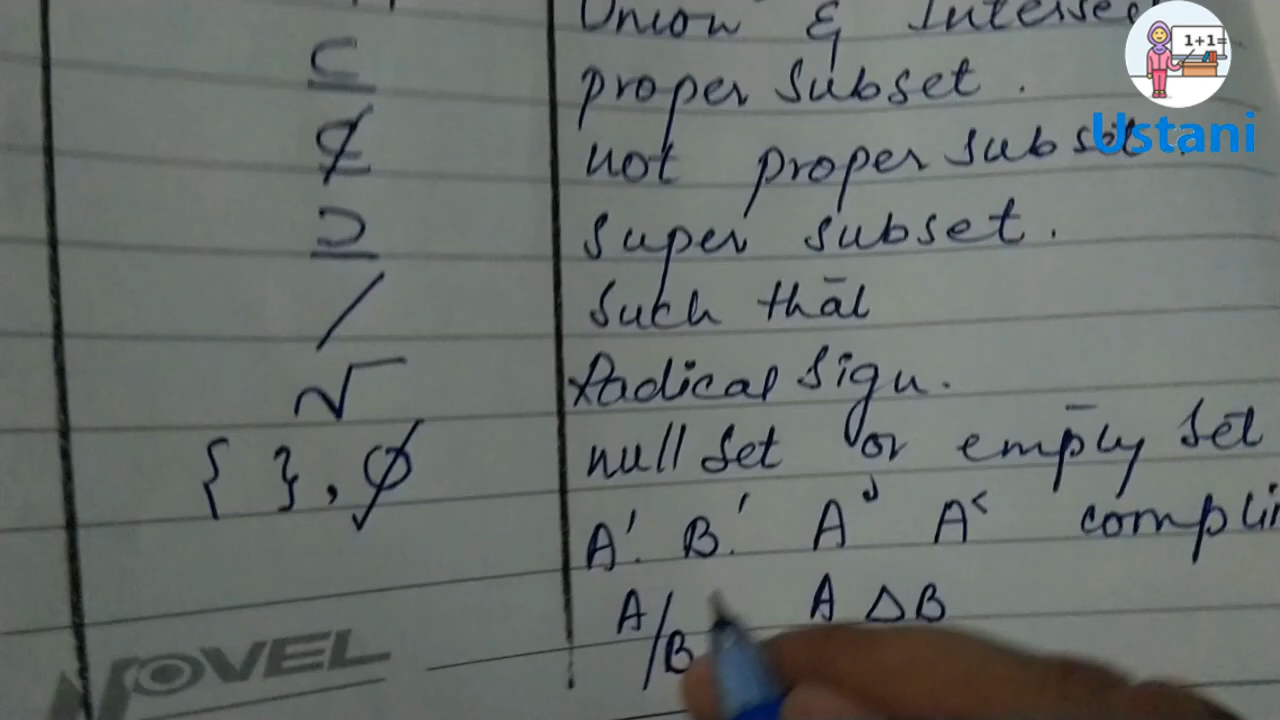 Union & Intersec
1+1=
⊆ proper subset.
Ustani
⊄ not proper subset.
⊇ super subset.
/ such that
√ Radical sign.
{ }, ∅ null set or empty set
A'. B.' A complii
A/B A Δ B
NOVEL